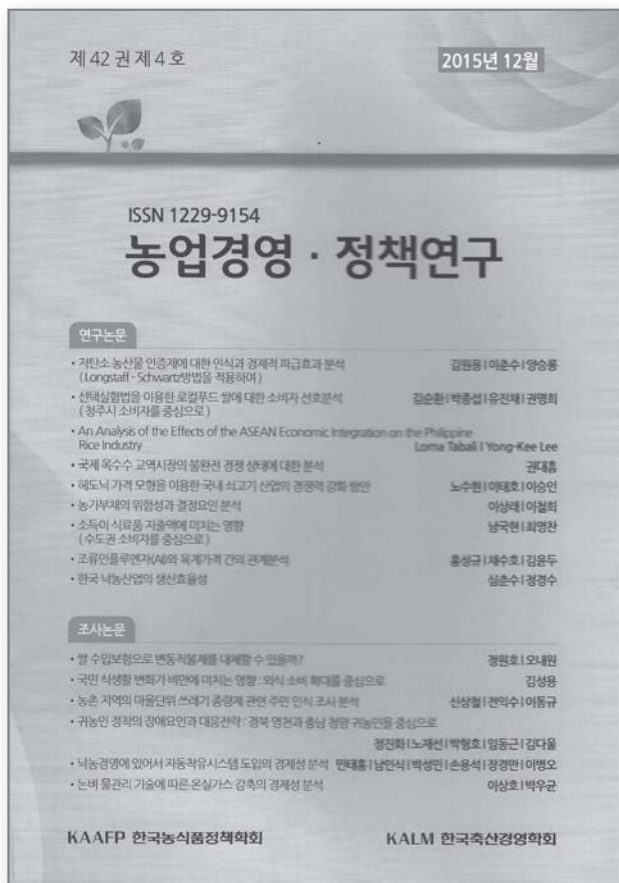 제 42 권 제 4 호
2015년 12월
ISSN 1229-9154
농업경영 · 정책연구
연구논문
• 저탄소 농산물 인증제에 대한 인식과 경제적 파급효과 분석 김원용 | 이춘수 | 양승룡
(Longstaff - Schwartz방법을 적용하여)
• 선택실험법을 이용한 로컬푸드 쌀에 대한 소비자 선호분석 김순환 | 박종섭 | 유진채 | 권명희
(청주시 소비자를 중심으로)
• An Analysis of the Effects of the ASEAN Economic Integration on the Philippine
Rice Industry Lorna Tabali | Yong-Kee Lee
• 국제 옥수수 교역시장의 불완전 경쟁 상태에 대한 분석 권대흠
• 헤도닉 가격 모형을 이용한 국내 쇠고기 산업의 경쟁력 강화 방안 노수현 | 이태호 | 이승인
• 농가부채의 위험성과 결정요인 분석 이상래 | 이철희
• 소득이 식료품 지출액에 미치는 영향 남국현 | 최영찬
(수도권 소비자를 중심으로)
• 조류인플루엔자(AI)와 육계가격 간의 관계분석 홍성규 | 채수호 | 김윤두
• 한국 낙농산업의 생산효율성 심춘수 | 정경수
조사논문
• 쌀 수입보험으로 변동직불제를 대체할 수 있을까? 정원호 | 오내원
• 국민 식생활 변화가 비만에 미치는 영향 : 외식 소비 확대를 중심으로 김성용
• 농촌 지역의 마을단위 쓰레기 종량제 관련 주민 인식 조사 분석 신상철 | 전익수 | 이동규
• 귀농인 정착의 장애요인과 대응전략 : 경북 영천과 충남 청양 귀농인을 중심으로
정진화 | 노재선 | 박형호 | 임동근 | 김다울
• 낙농경영에 있어서 자동착유시스템 도입의 경제성 분석 민태홍 | 남인식 | 박성민 | 손용석 | 장경만 | 이병오
• 논벼 물관리 기술에 따른 온실가스 감축의 경제성 분석 이상호 | 박우균
KAAFP 한국농식품정책학회 KALM 한국축산경영학회